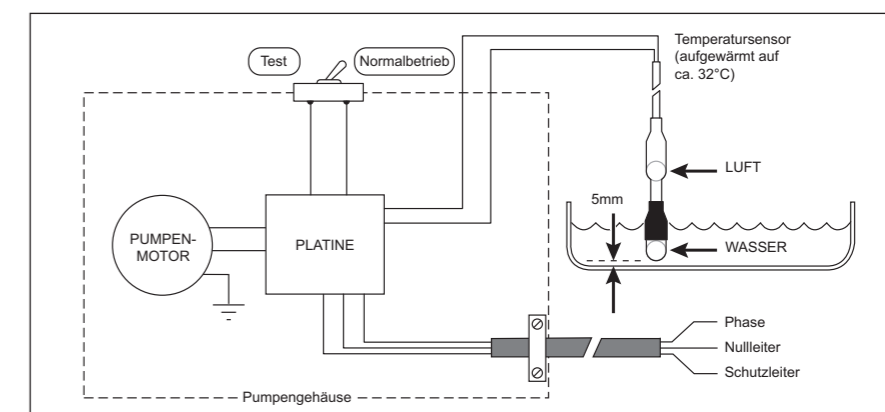 Test
Normalbetrieb
Temperatursensor
(aufgewärmt auf
ca. 32°C)
LUFT
5mm
PUMPEN-
MOTOR
PLATINE
WASSER
Phase
Nullleiter
Schutzleiter
Pumpengehäuse